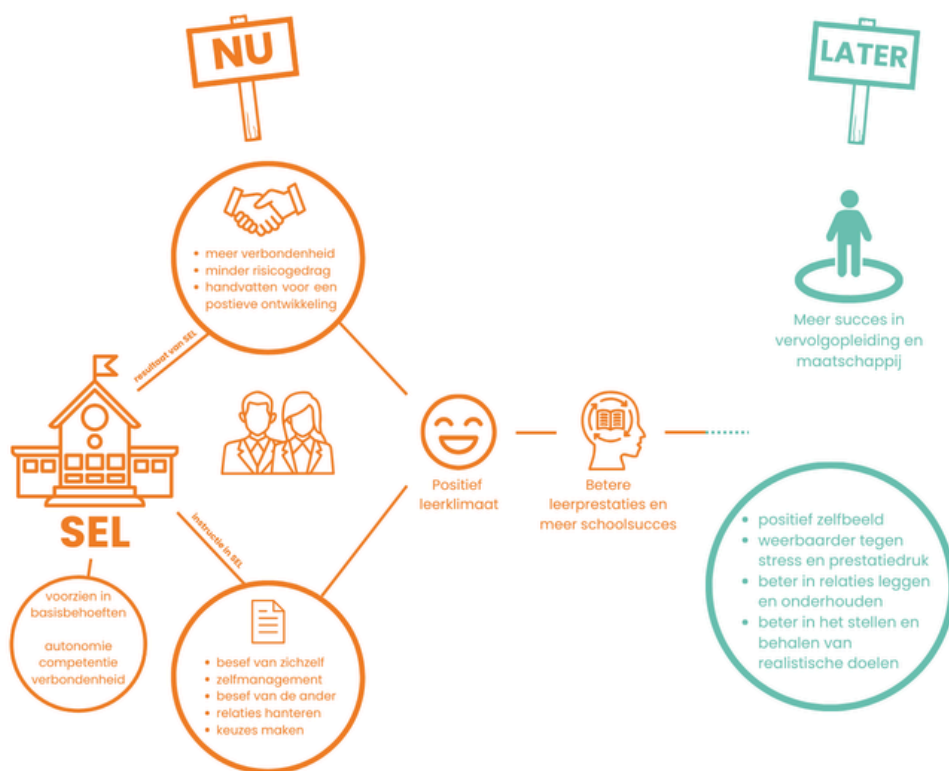 NU
LATER
• meer verbondenheid
• minder risicogedrag
• handvatten voor een
postieve ontwikkeling
resultaat van SEL
Meer succes in
vervolgopleiding en
maatschappij
SEL
instructie in SEL
Positief
leerklimaat
Betere
leerprestaties en
meer schoolsucces
voorzien in
basisbehoeften
autonomie
competentie
verbondenheid
• besef van zichzelf
• zelfmanagement
• besef van de ander
• relaties hanteren
• keuzes maken
• positief zelfbeeld
• weerbaarder tegen
stress en prestatiedruk
• beter in relaties leggen
en onderhouden
• beter in het stellen en
behalen van
realistische doelen